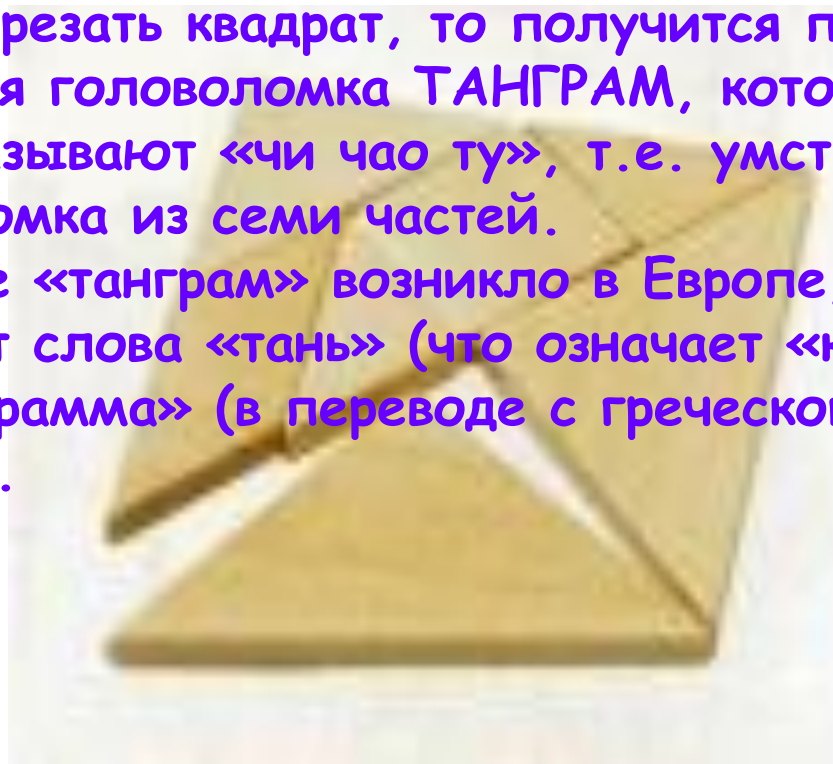 резать квадрат, то получится п
я головоломка ТАНГРАМ, кото
зывают «чи чао ту», т.е. умст
омка из семи частей.
е «танграм» возникло в Европе,
т слова «тань» (что означает «к
рамма» (в переводе с греческог
.